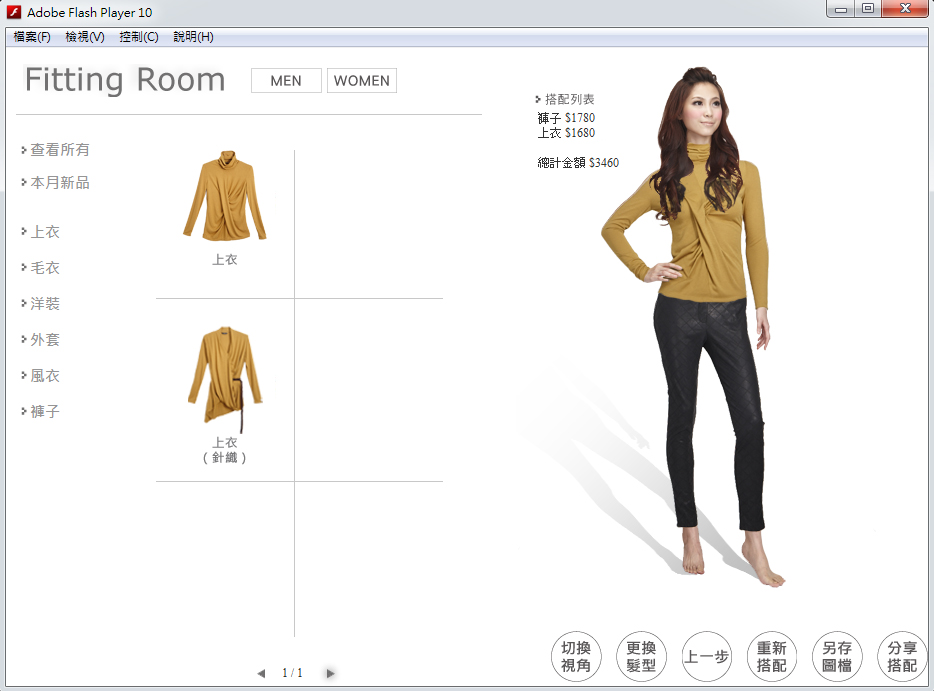 Adobe Flash Player 10
檔案(F) 檢視(V) 控制(C) 說明(H)
Fitting Room
MEN
WOMEN
查看所有
本月新品
上衣
毛衣
洋裝
外套
風衣
褲子
上衣
上衣
( 針織 )
1 / 1
搭配列表
褲子 $1780
上衣 $1680
總計金額 $3460
切換
視角
更換
髮型
上一步
重新
搭配
另存
圖檔
分享
搭配